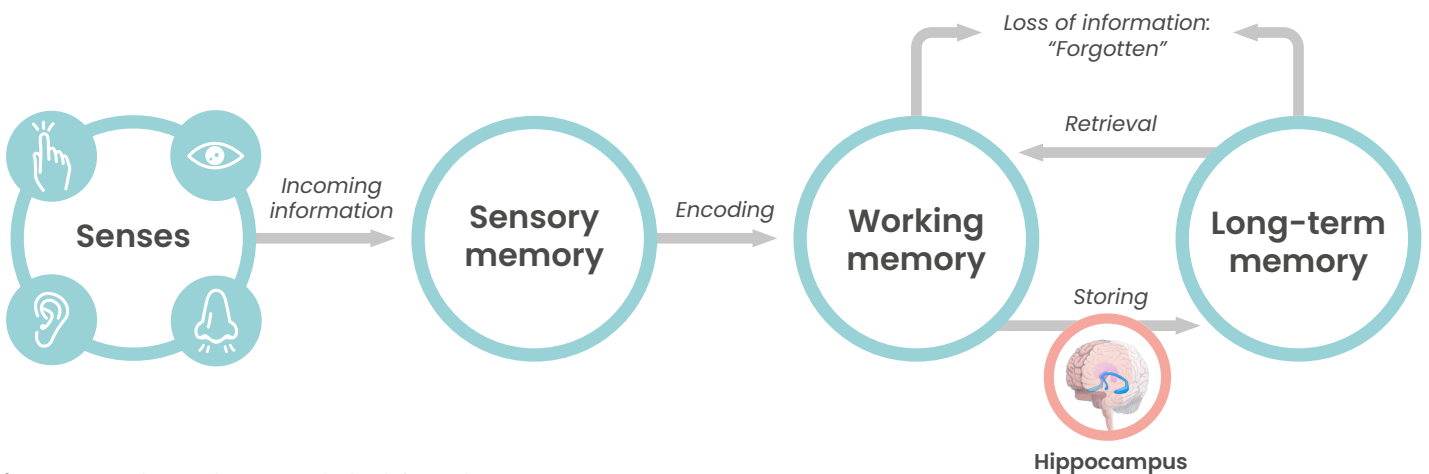 Loss of information:
“Forgotten”
Retrieval
Incoming
information
Senses
Sensory
memory
Encoding
Working
memory
Long-term
memory
Storing
Hippocampus